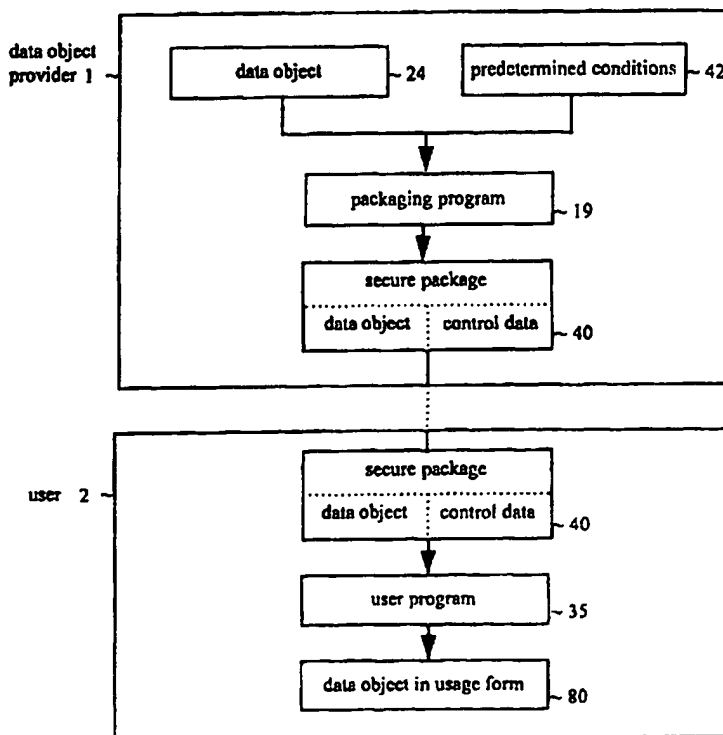 data object
provider 1
data object
24
predetermined conditions
42
packaging program
19
secure package
data object
control data
40
user 2
secure package
data object
control data
40
user program
35
data object in usage form
80